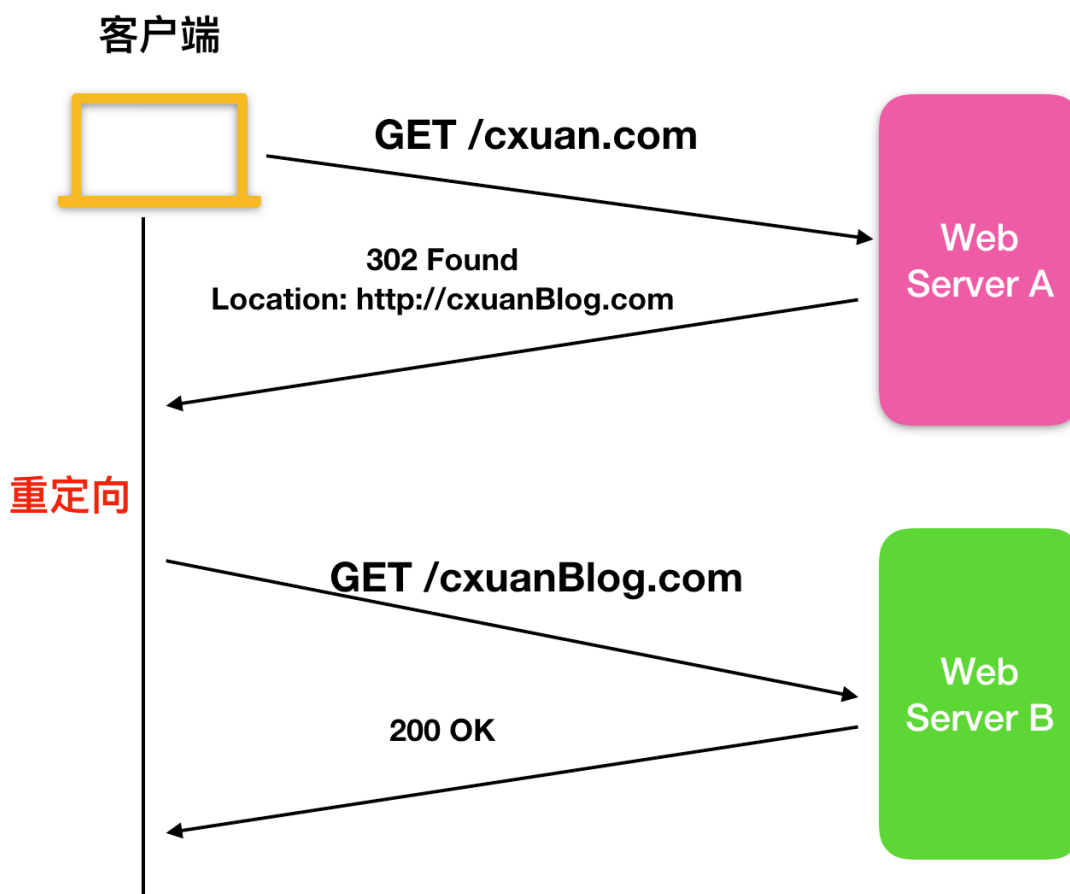 客户端
GET /cxuan.com
302 Found
Location: http://cxuanBlog.com
Web
Server A
重定向
GET /cxuanBlog.com
200 OK
Web
Server B